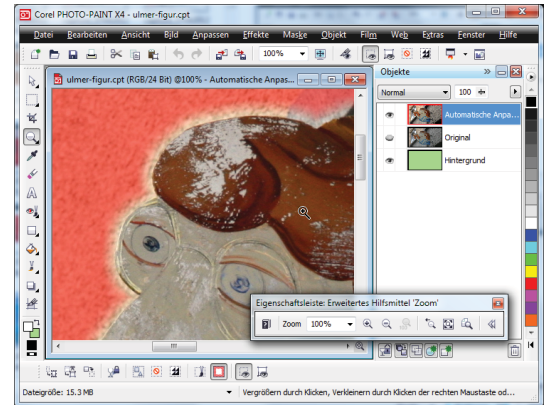 Corel PHOTO-PAINT X4 - ulmer-figur.cpt
Datei Bearbeiten Ansicht Bild Anpassen Effekte Maske Objekt Film Web Extras Fenster Hilfe
100%
ulmer-figur.cpt (RGB/24 Bit) @100% - Automatische Anpas...
Objekte
Normal 100
Automatische Anpa...
Original
Hintergrund
Eigenschaftsleiste: Erweitertes Hilfsmittel 'Zoom'
Zoom 100%
Dateigröße: 15.3 MB Vergrößern durch Klicken, Verkleinern durch Klicken der rechten Maustaste od...